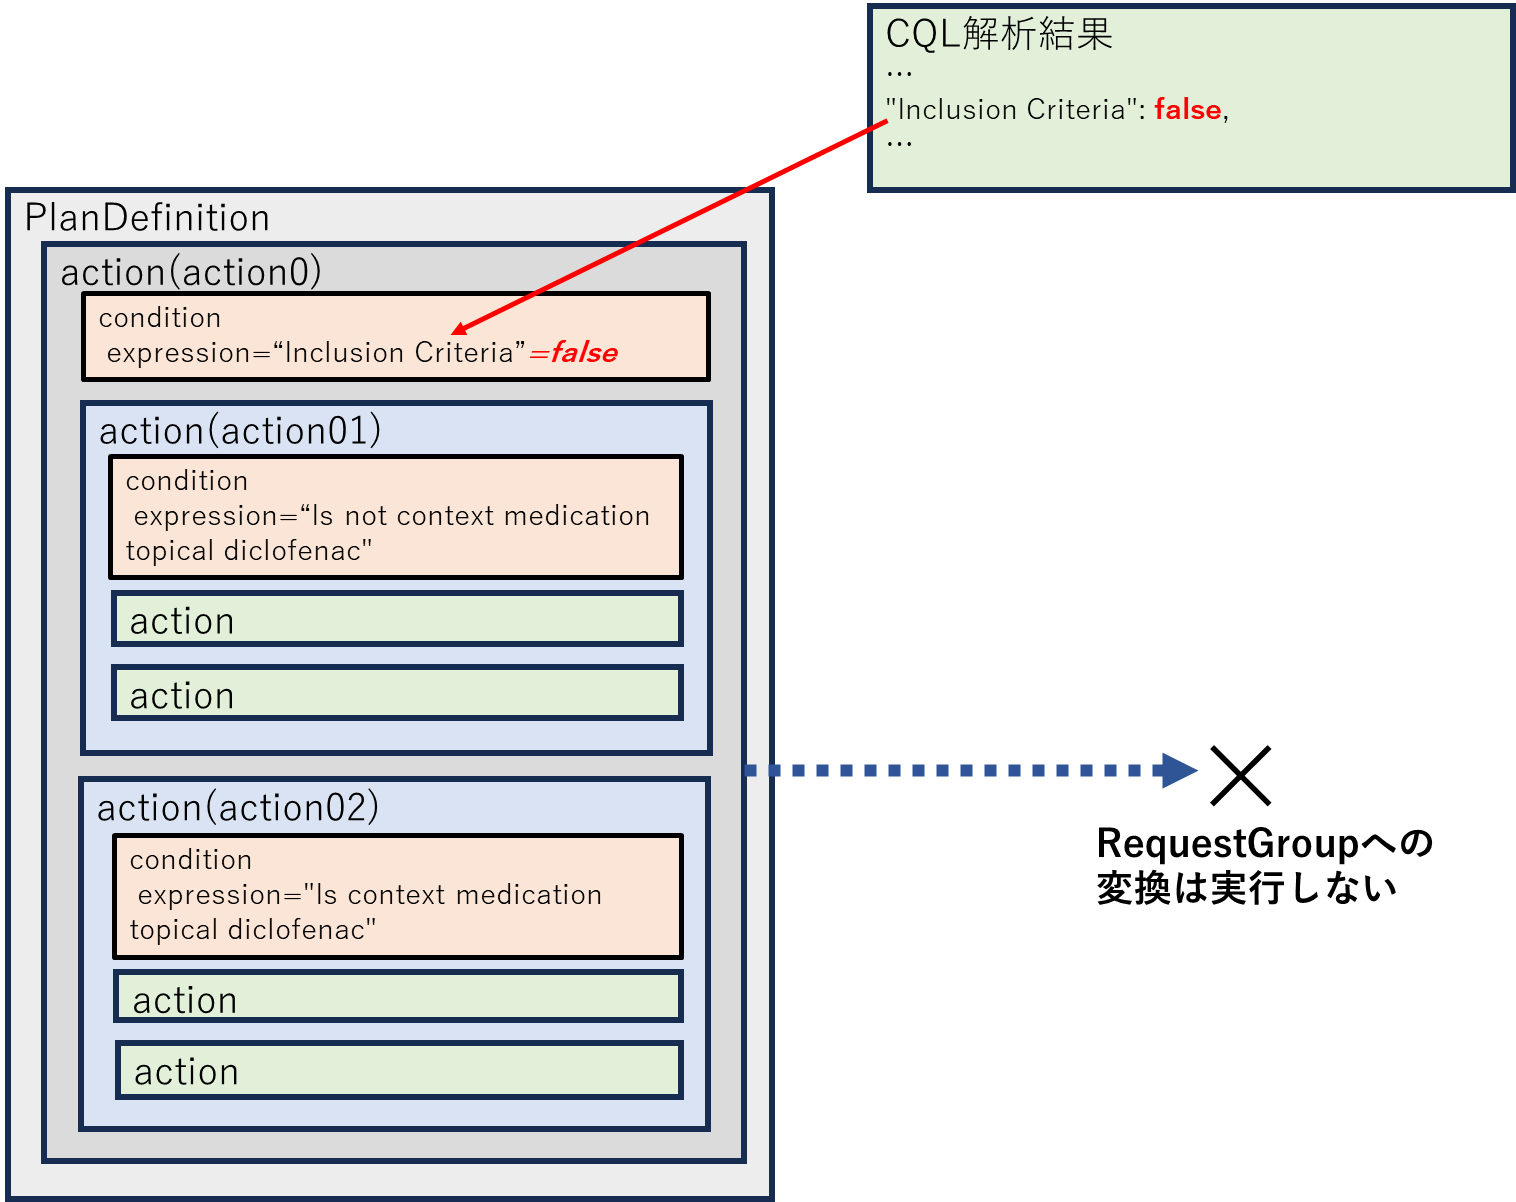 CQL解析結果
…
"Inclusion Criteria": false,
…
PlanDefinition
action(action0)
condition
expression=“Inclusion Criteria”=false
action(action01)
condition
expression=“Is not context medication
topical diclofenac"
action
action
action(action02)
condition
expression="Is context medication
topical diclofenac"
action
action
RequestGroupへの
変換は実行しない